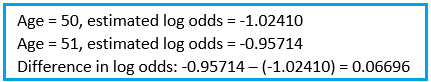 Age = 50, estimated log odds = -1.02410
Age = 51, estimated log odds = -0.95714
Difference in log odds: -0.95714 – (-1.02410) = 0.06696